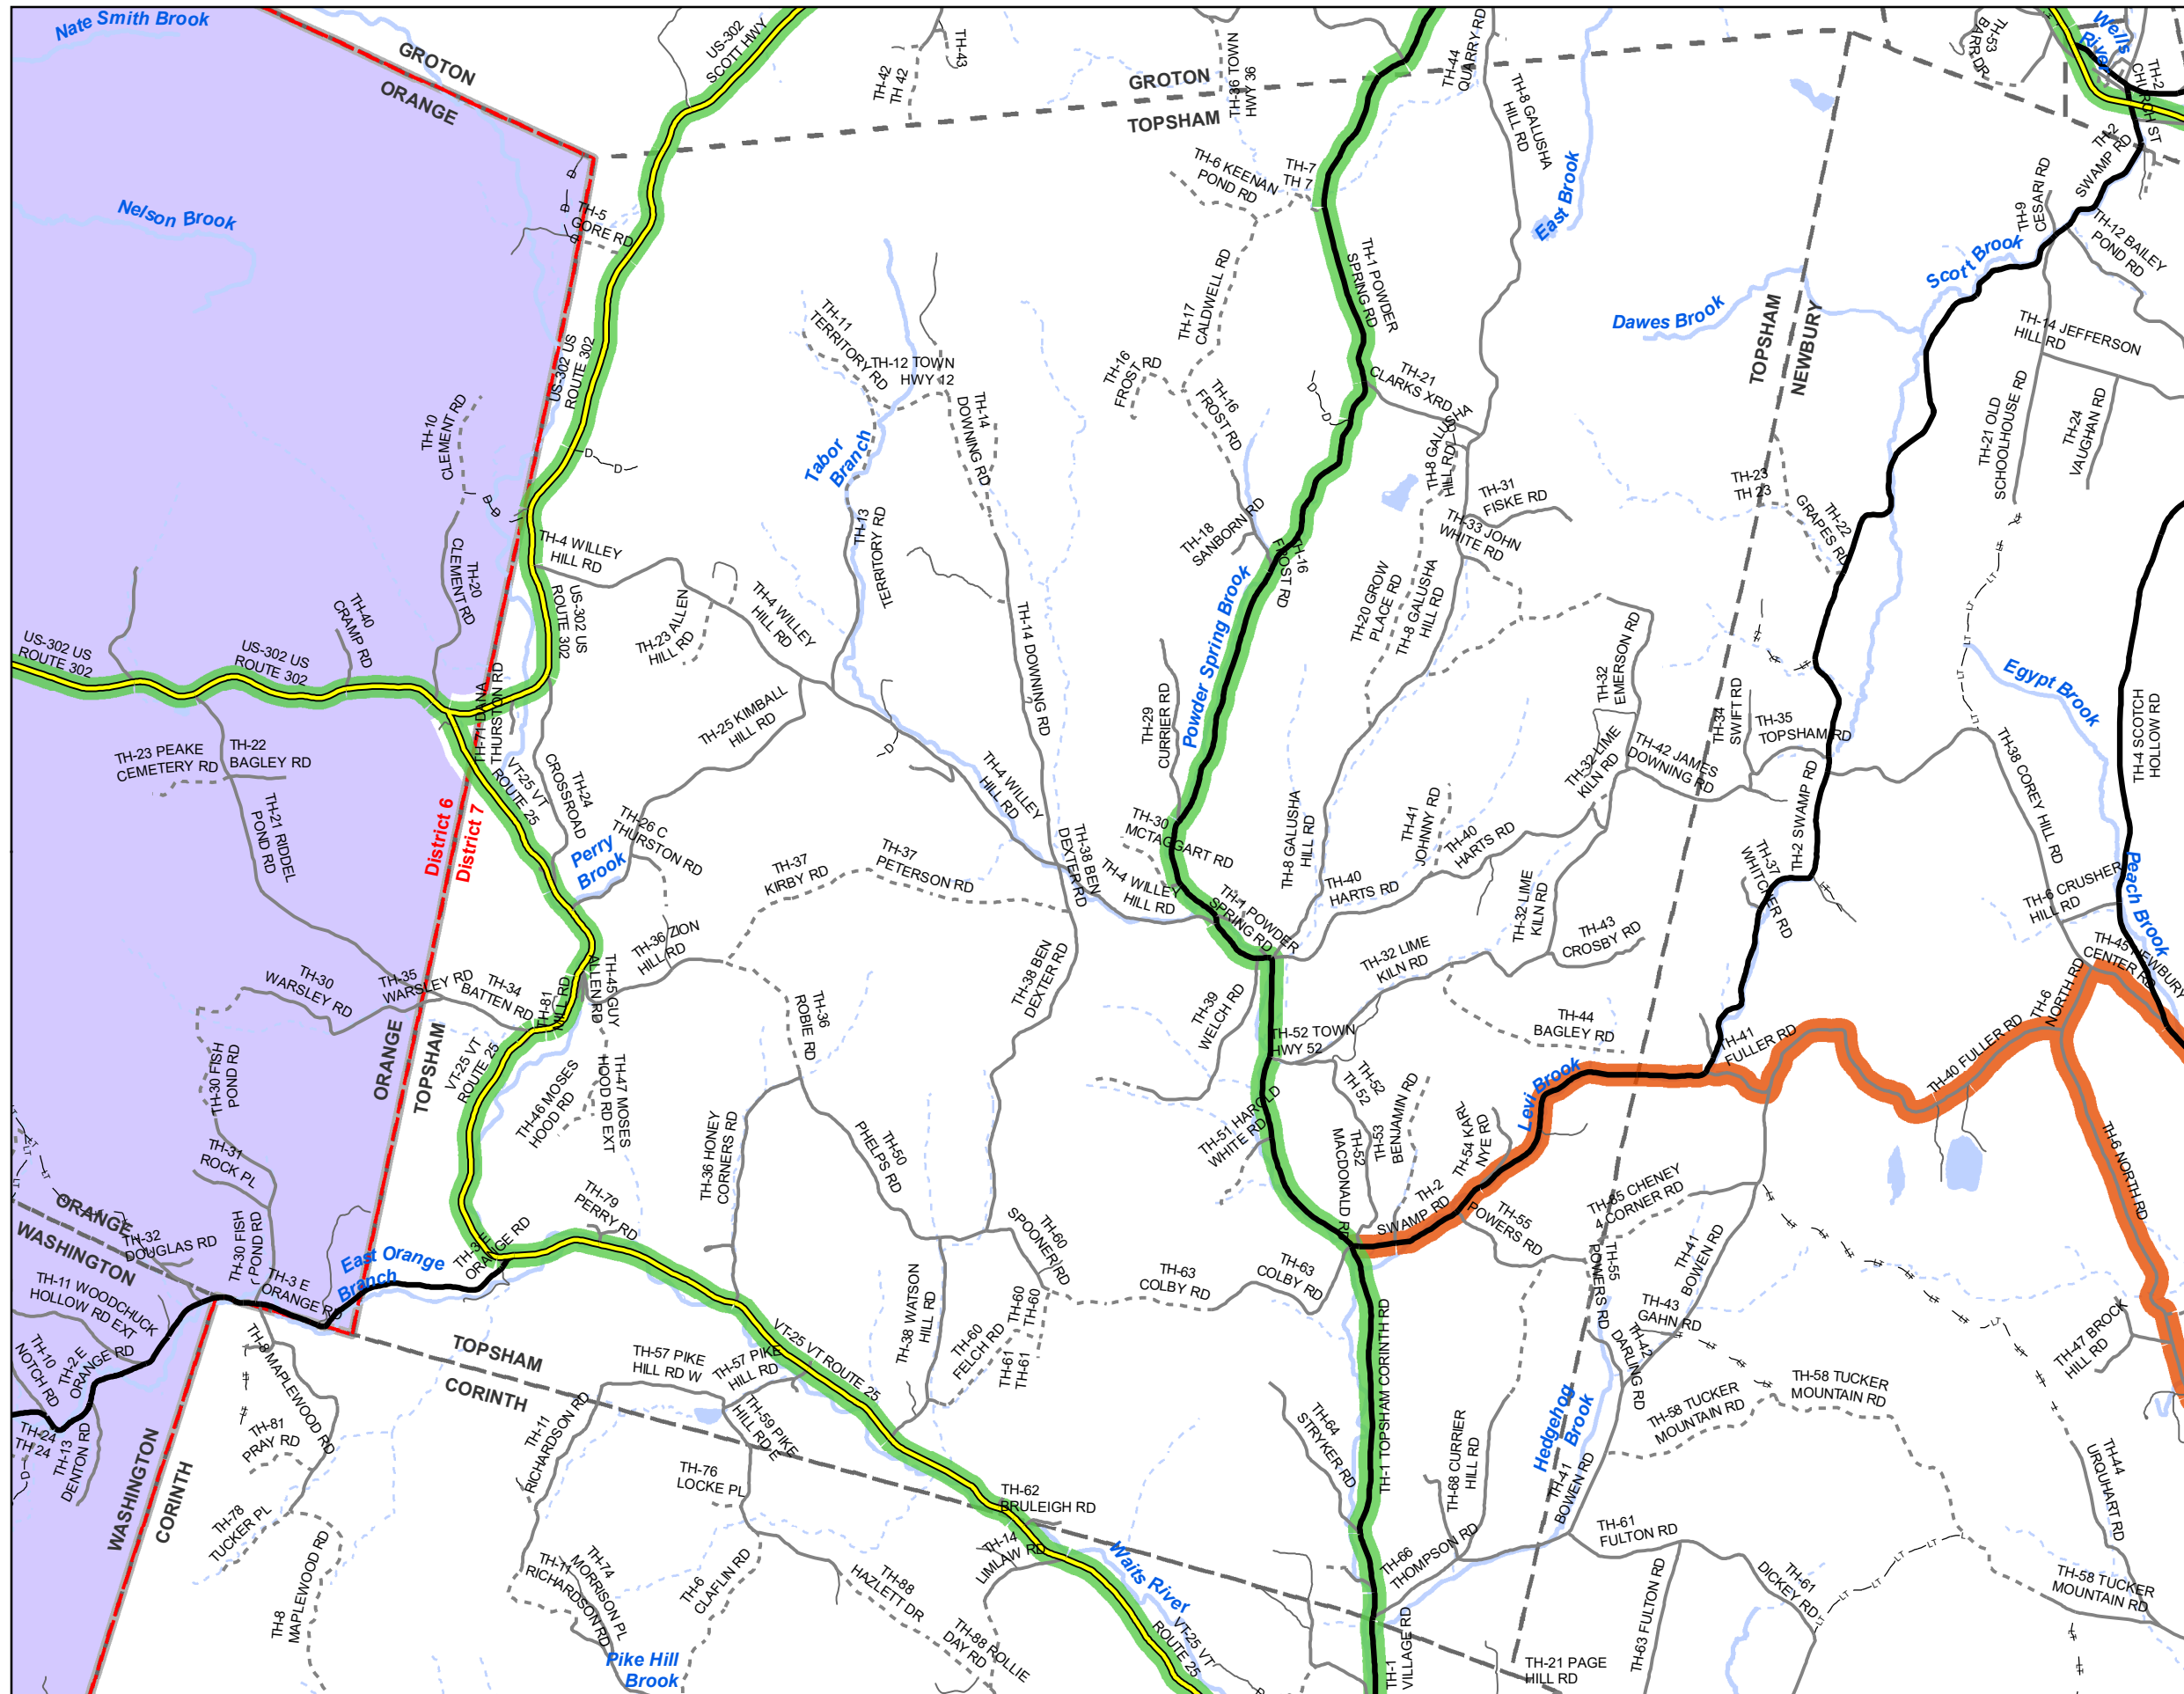 Nate Smith Brook
GROTON
ORANGE
US-302
SCOTT HWY
TH-42
TH 42
TH-43
GROTON
TOPSHAM
TH-36 TOWN
HWY 36
TH-44
QUARRY RD
TH-8 GALUSHA
HILL RD
TH-53
BARR DR
Wells
River
TH-2
CHURCH ST
TH-2
SWAMP RD
Nelson Brook
TH-5
GORE RD
TH-6 KEENAN
POND RD
TH-7
TH 7
East Brook
TH-9
CESARI RD
TH-12 BAILEY
POND RD
Scott Brook
Dawes Brook
TOPSHAM
NEWBURY
TH-1 POWDER
SPRING RD
TH-17
CALDWELL RD
TH-16
FROST RD
TH-16
FROST RD
TH-21
CLARKS XRD
TH-14 JEFFERSON
HILL RD
TH-21 OLD
SCHOOLHOUSE RD
TH-24
VAUGHAN RD
US-302 US
ROUTE 302
TH-11
TERRITORY RD
TH-12 TOWN
HWY 12
TH-14
DOWNING RD
TH-10
CLEMENT RD
Tabor
Branch
TH-8 GALUSHA
HILL RD
TH-31
FISKE RD
TH-33 JOHN
WHITE RD
TH-23
TH 23
TH-22
GRAPES RD
TH-18
SANBORN RD
TH-16
FROST RD
TH-4 WILLEY
HILL RD
TH-13
TERRITORY RD
TH-20
CLEMENT RD
TH-40
CRAMP RD
US-302 US
ROUTE 302
US-302 US
ROUTE 302
US-302 US
ROUTE 302
TH-23 ALLEN
HILL RD
TH-4 WILLEY
HILL RD
TH-14 DOWNING RD
Powder Spring Brook
TH-20 GROW
PLACE RD
TH-8 GALUSHA
HILL RD
TH-32
EMERSON RD
Egypt Brook
TH-4 SCOTCH
HOLLOW RD
TH-71 DANA
THURSTON RD
TH-25 KIMBALL
HILL RD
TH-29
CURRIER RD
TH-34
SWIFT RD
TH-35
TOPSHAM RD
TH-32 LIME
KILN RD
TH-42 JAMES
DOWNING RD
TH-38 COREY HILL RD
TH-23 PEAKE
CEMETERY RD
TH-22
BAGLEY RD
TH-21 RIDDEL
POND RD
VT-25 VT
ROUTE 25
TH-24
CROSSROAD
District 6
District 7
Perry
Brook
TH-26 C
THURSTON RD
TH-4 WILLEY
HILL RD
TH-37
KIRBY RD
TH-37
PETERSON RD
TH-38 BEN
DEXTER RD
TH-4 WILLEY
HILL RD
TH-30
MCTAGGART RD
TH-1 POWDER
SPRING RD
TH-8 GALUSHA
HILL RD
TH-41
JOHNNY RD
TH-40
HARTS RD
TH-40
HARTS RD
TH-2 SWAMP RD
TH-37
WHITCHER RD
TH-6 CRUSHER
HILL RD
Peach Brook
TH-45 NEWBURY
CENTER RD
TH-6
NORTH RD
TH-32 LIME
KILN RD
TH-43
CROSBY RD
TH-32 LIME
KILN RD
TH-36 ZION
HILL RD
TH-38 BEN
DEXTER RD
TH-30
WARSLEY RD
TH-35
WARSLEY RD
TH-34
BATTEN RD
TH-81
MILL RD
TH-45 GUY
ALLEN RD
TH-36
ROBIE RD
TH-39
WELCH RD
TH-52 TOWN
HWY 52
TH-44
BAGLEY RD
TH-41
FULLER RD
TH-40 FULLER RD
ORANGE
TOPSHAM
VT-25 VT
ROUTE 25
TH-46 MOSES
HOOD RD
TH-47 MOSES
HOOD RD EXT
TH-30 FISH
POND RD
TH-31
ROCK PL
TH-36 HONEY
CORNERS RD
TH-50
PHELPS RD
TH-51 HAROLD
WHITE RD
TH-52
TH 52
TH-53
BENJAMIN RD
TH-52
MACDONALD RD
TH-54 KARL
NYE RD
Levi Brook
TH-2
SWAMP RD
TH-55
POWERS RD
TH-65 CHENEY
4 CORNER RD
TH-6 NORTH RD
ORANGE
WASHINGTON
TH-32
DOUGLAS RD
TH-30 FISH
POND RD
TH-3 E
ORANGE RD
East Orange
Branch
TH-3 E
ORANGE RD
TH-79
PERRY RD
TH-60
SPOONER RD
TH-63
COLBY RD
TH-63
COLBY RD
TH-55
POWERS RD
TH-41
BOWEN RD
TH-43
GAHN RD
TH-42
DARLING RD
TH-11 WOODCHUCK
HOLLOW RD EXT
TH-10
NOTCH RD
TH-2 E
ORANGE RD
TH-8 MAPLEWOOD RD
TOPSHAM
CORINTH
TH-57 PIKE
HILL RD W
TH-57 PIKE
HILL RD
VT-25 VT ROUTE 25
TH-38 WATSON
HILL RD
TH-60
FELCH RD
TH-60
TH-60
TH-61
TH-61
TH-1 TOPSHAM CORINTH RD
TH-47 BROCK
HILL RD
TH-58 TUCKER
MOUNTAIN RD
TH-58 TUCKER
MOUNTAIN RD
TH-24
TH 24
TH-13
DENTON RD
WASHINGTON
CORINTH
TH-81
PRAY RD
TH-11
RICHARDSON RD
TH-59 PIKE
HILL RD E
TH-64
STRYKER RD
TH-68 CURRIER
HILL RD
Hedgehog
Brook
TH-41
BOWEN RD
TH-44
URQUHART RD
TH-76
LOCKE PL
TH-62
BRULEIGH RD
TH-78
TUCKER PL
TH-8
MAPLEWOOD RD
TH-14
LIMLAW RD
Waits River
TH-66
THOMPSON RD
TH-61
FULTON RD
TH-61
DICKEY RD
TH-58 TUCKER
MOUNTAIN RD
TH-11
RICHARDSON RD
TH-74
MORRISON PL
TH-6
CLAFLIN RD
TH-88
HAZLETT DR
TH-88 ROLLIE
DAY RD
VT-25 VT
ROUTE 25
TH-1
VILLAGE RD
TH-63 FULTON RD
TH-21 PAGE
HILL RD
Pike Hill
Brook